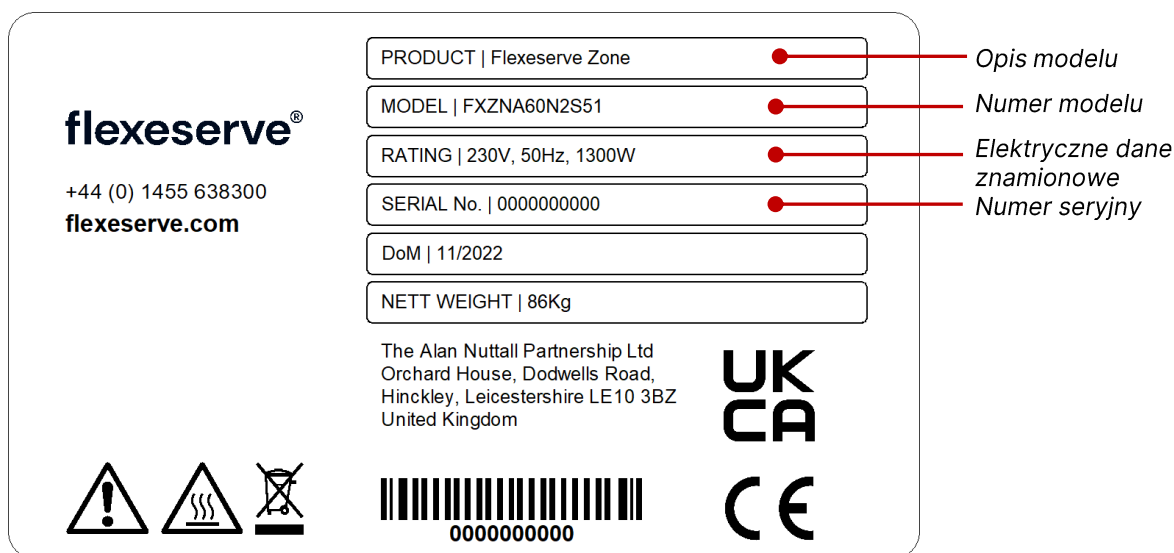 flexeserve®
+44 (0) 1455 638300
flexeserve.com
PRODUCT | Flexeserve Zone
MODEL | FXZNA60N2S51
RATING | 230V, 50Hz, 1300W
SERIAL No. | 0000000000
DoM | 11/2022
NETT WEIGHT | 86Kg
The Alan Nuttall Partnership Ltd
Orchard House, Dodwells Road,
Hinckley, Leicestershire LE10 3BZ
United Kingdom
UK
CA
CE
0000000000
Opis modelu
Numer modelu
Elektryczne dane
znamionowe
Numer seryjny